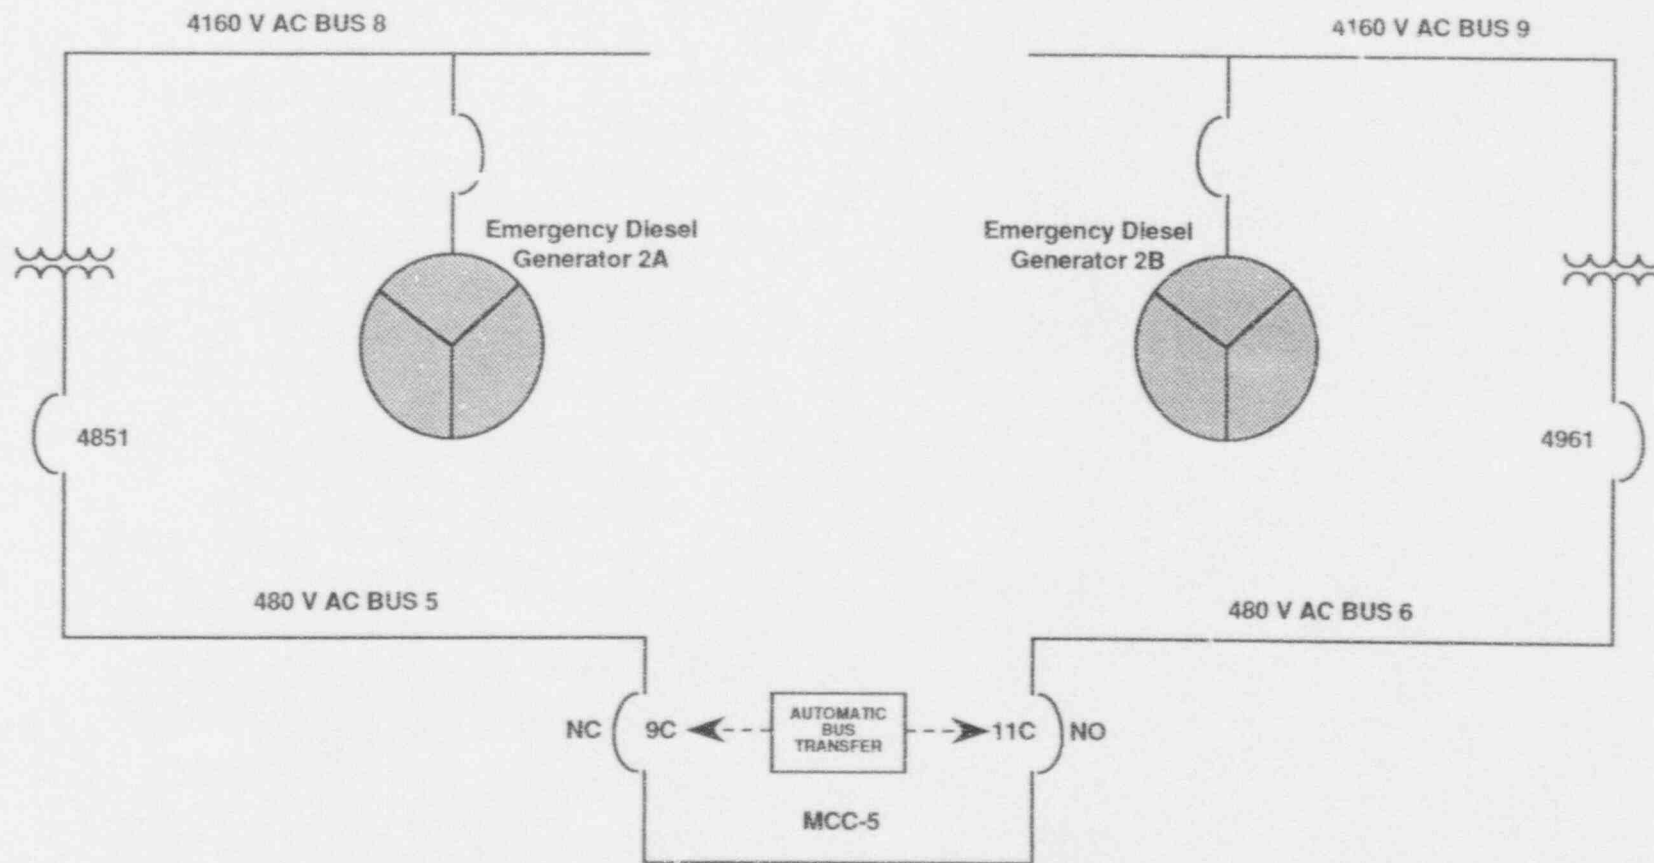 4160 V AC BUS 8
4160 V AC BUS 9
Emergency Diesel
Generator 2A
Emergency Diesel
Generator 2B
4851
4961
480 V AC BUS 5
480 V AC BUS 6
NC
9C
AUTOMATIC
BUS
TRANSFER
11C
NO
MCC-5